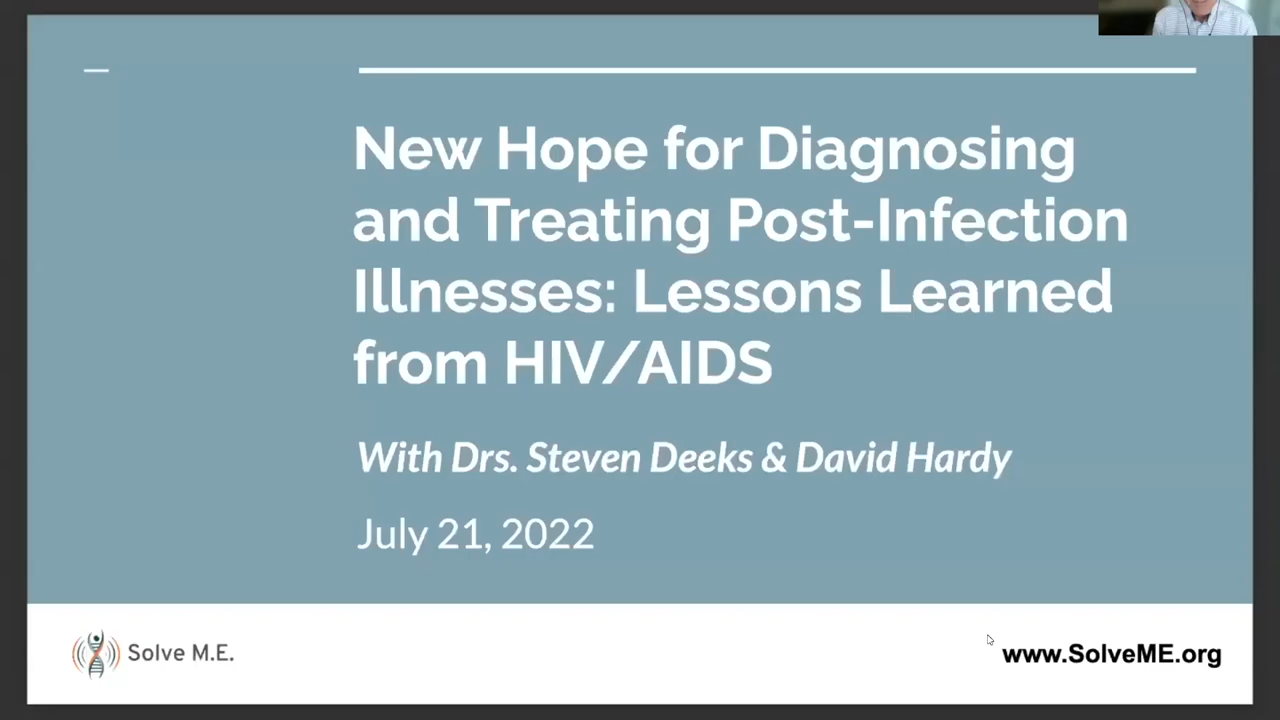 New Hope for Diagnosing
and Treating Post-Infection
Illnesses: Lessons Learned
from HIV/AIDS
With Drs. Steven Deeks & David Hardy
July 21, 2022
Solve M.E.
www.SolveME.org